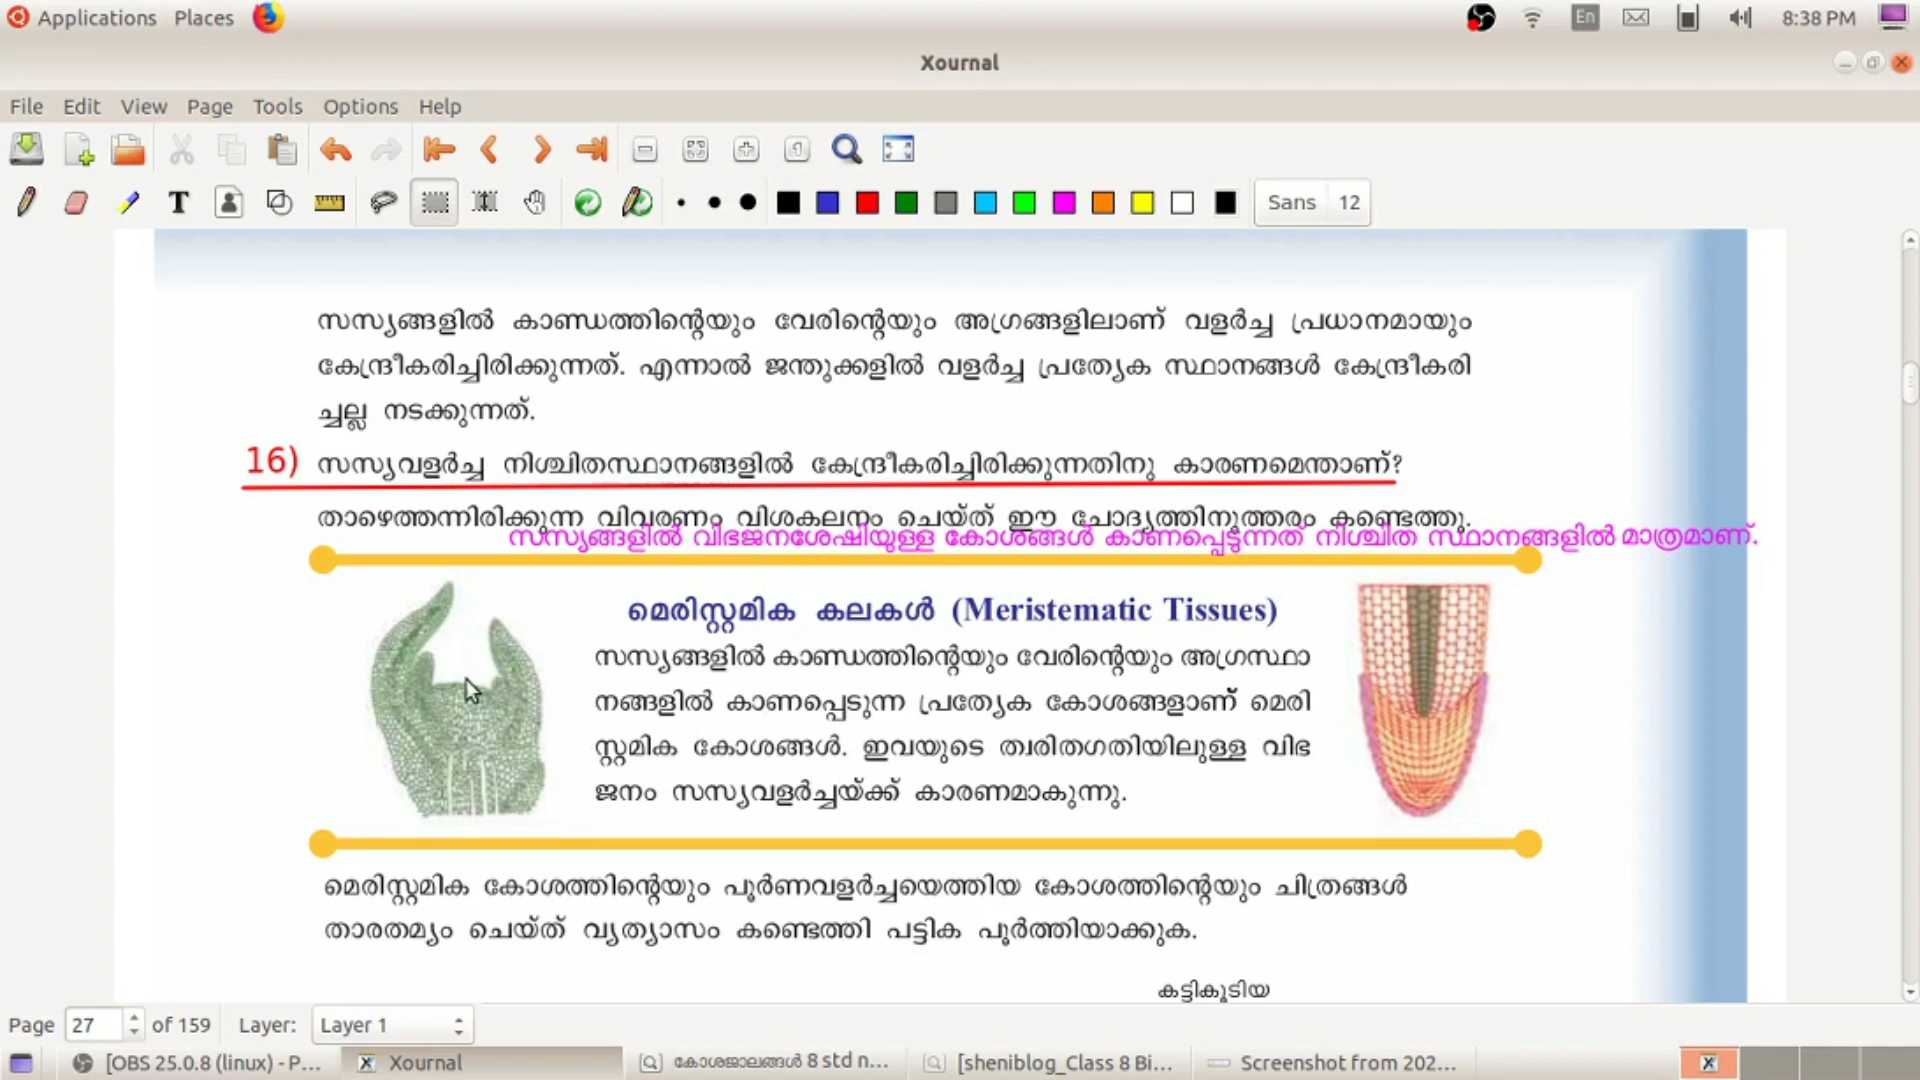 Applications Places En 8:38 PM
Xournal
File Edit View Page Tools Options Help
T Sans 12
സസ്യങ്ങളിൽ കാണ്ഡത്തിന്റെയും വേരിന്റെയും അഗ്രങ്ങളിലാണ് വളർച്ച പ്രധാനമായും
കേന്ദ്രീകരിച്ചിരിക്കുന്നത്. എന്നാൽ ജന്തുക്കളിൽ വളർച്ച പ്രത്യേക സ്ഥാനങ്ങൾ കേന്ദ്രീകരി
ച്ചല്ല നടക്കുന്നത്.
16) സസ്യവളർച്ച നിശ്ചിതസ്ഥാനങ്ങളിൽ കേന്ദ്രീകരിച്ചിരിക്കുന്നതിനു കാരണമെന്താണ്?
താഴെത്തന്നിരിക്കുന്ന വിവരണം വിശകലനം ചെയ്ത് ഈ ചോദ്യത്തിനുത്തരം കണ്ടെത്തൂ.
സസ്യങ്ങളിൽ വിഭജനശേഷിയുള്ള കോശങ്ങൾ കാണപ്പെടുന്നത് നിശ്ചിത സ്ഥാനങ്ങളിൽ മാത്രമാണ്.
മെരിസ്റ്റമിക കലകൾ (Meristematic Tissues)
സസ്യങ്ങളിൽ കാണ്ഡത്തിന്റെയും വേരിന്റെയും അഗ്രസ്ഥാ
നങ്ങളിൽ കാണപ്പെടുന്ന പ്രത്യേക കോശങ്ങളാണ് മെരി
സ്റ്റമിക കോശങ്ങൾ. ഇവയുടെ ത്വരിതഗതിയിലുള്ള വിഭ
ജനം സസ്യവളർച്ചയ്ക്ക് കാരണമാകുന്നു.
മെരിസ്റ്റമിക കോശത്തിന്റെയും പൂർണവളർച്ചയെത്തിയ കോശത്തിന്റെയും ചിത്രങ്ങൾ
താരതമ്യം ചെയ്ത് വ്യത്യാസം കണ്ടെത്തി പട്ടിക പൂർത്തിയാക്കുക.
കട്ടികൂടിയ
Page 27 of 159 Layer: Layer 1
[OBS 25.0.8 (linux) - P... Xournal കോശജാലങ്ങൾ 8 std n... [sheniblog_Class 8 Bi... Screenshot from 202...